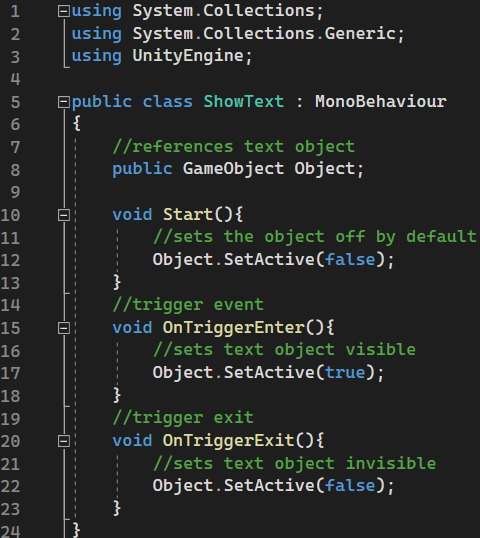 1 using System.Collections;
2 using System.Collections.Generic;
3 using UnityEngine;
4
5 public class ShowText : MonoBehaviour
6 {
7 //references text object
8 public GameObject Object;
9
10 void Start(){
11 //sets the object off by default
12 Object.SetActive(false);
13 }
14 //trigger event
15 void OnTriggerEnter(){
16 //sets text object visible
17 Object.SetActive(true);
18 }
19 //trigger exit
20 void OnTriggerExit(){
21 //sets text object invisible
22 Object.SetActive(false);
23 }
24 }